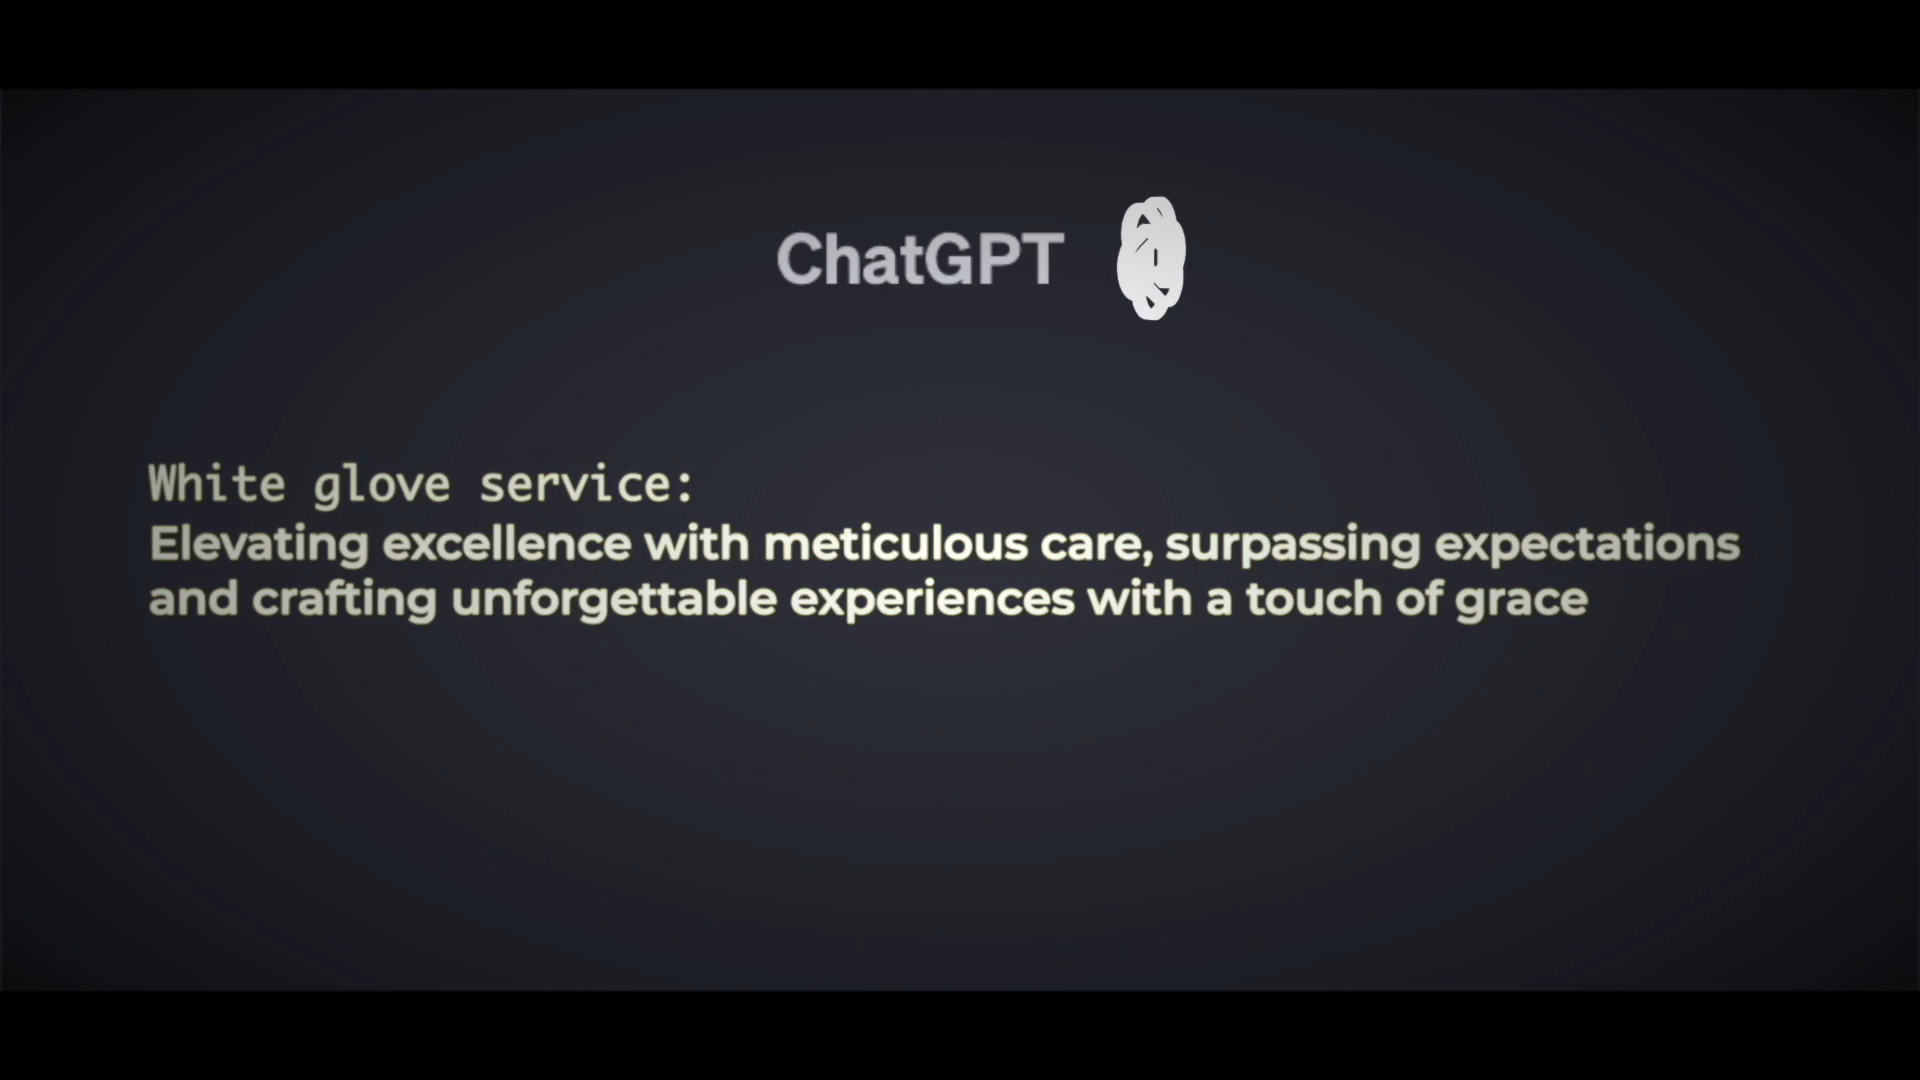 ChatGPT
White glove service:
Elevating excellence with meticulous care, surpassing expectations
and crafting unforgettable experiences with a touch of grace